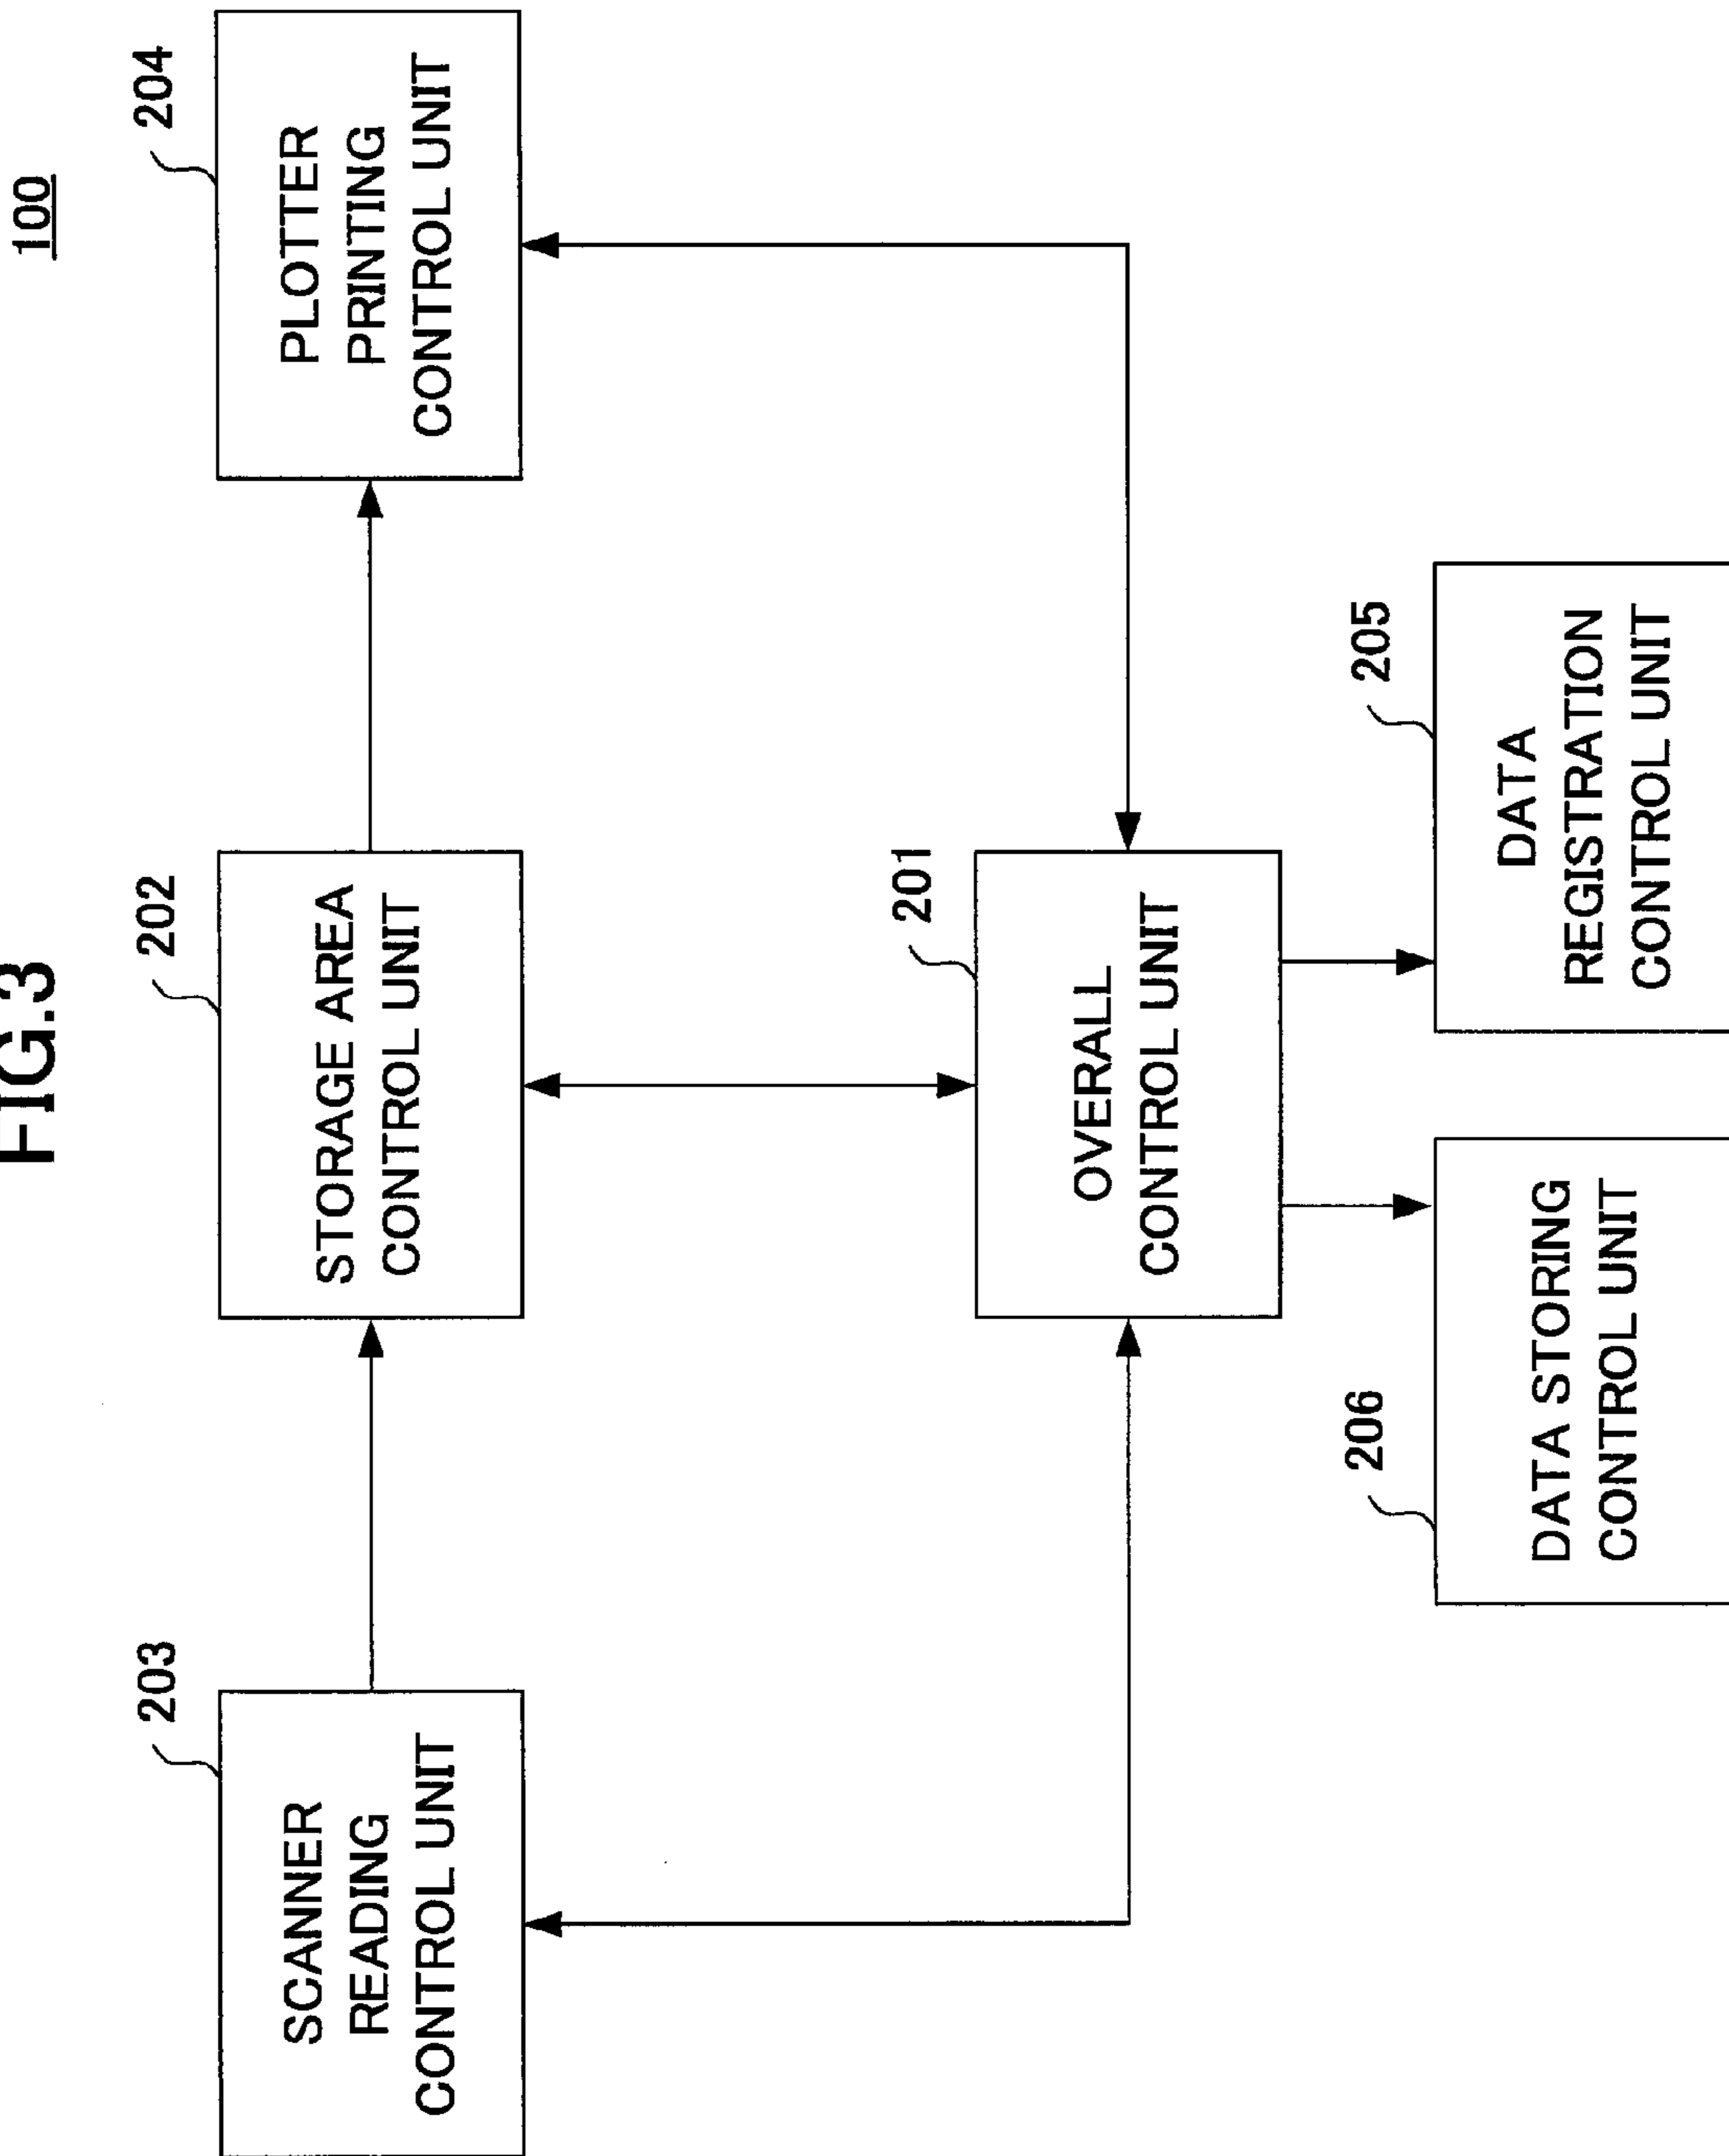 FIG.3
100
203
SCANNER
READING
CONTROL UNIT
202
STORAGE AREA
CONTROL UNIT
204
PLOTTER
PRINTING
CONTROL UNIT
201
OVERALL
CONTROL UNIT
206
DATA STORING
CONTROL UNIT
205
DATA
REGISTRATION
CONTROL UNIT